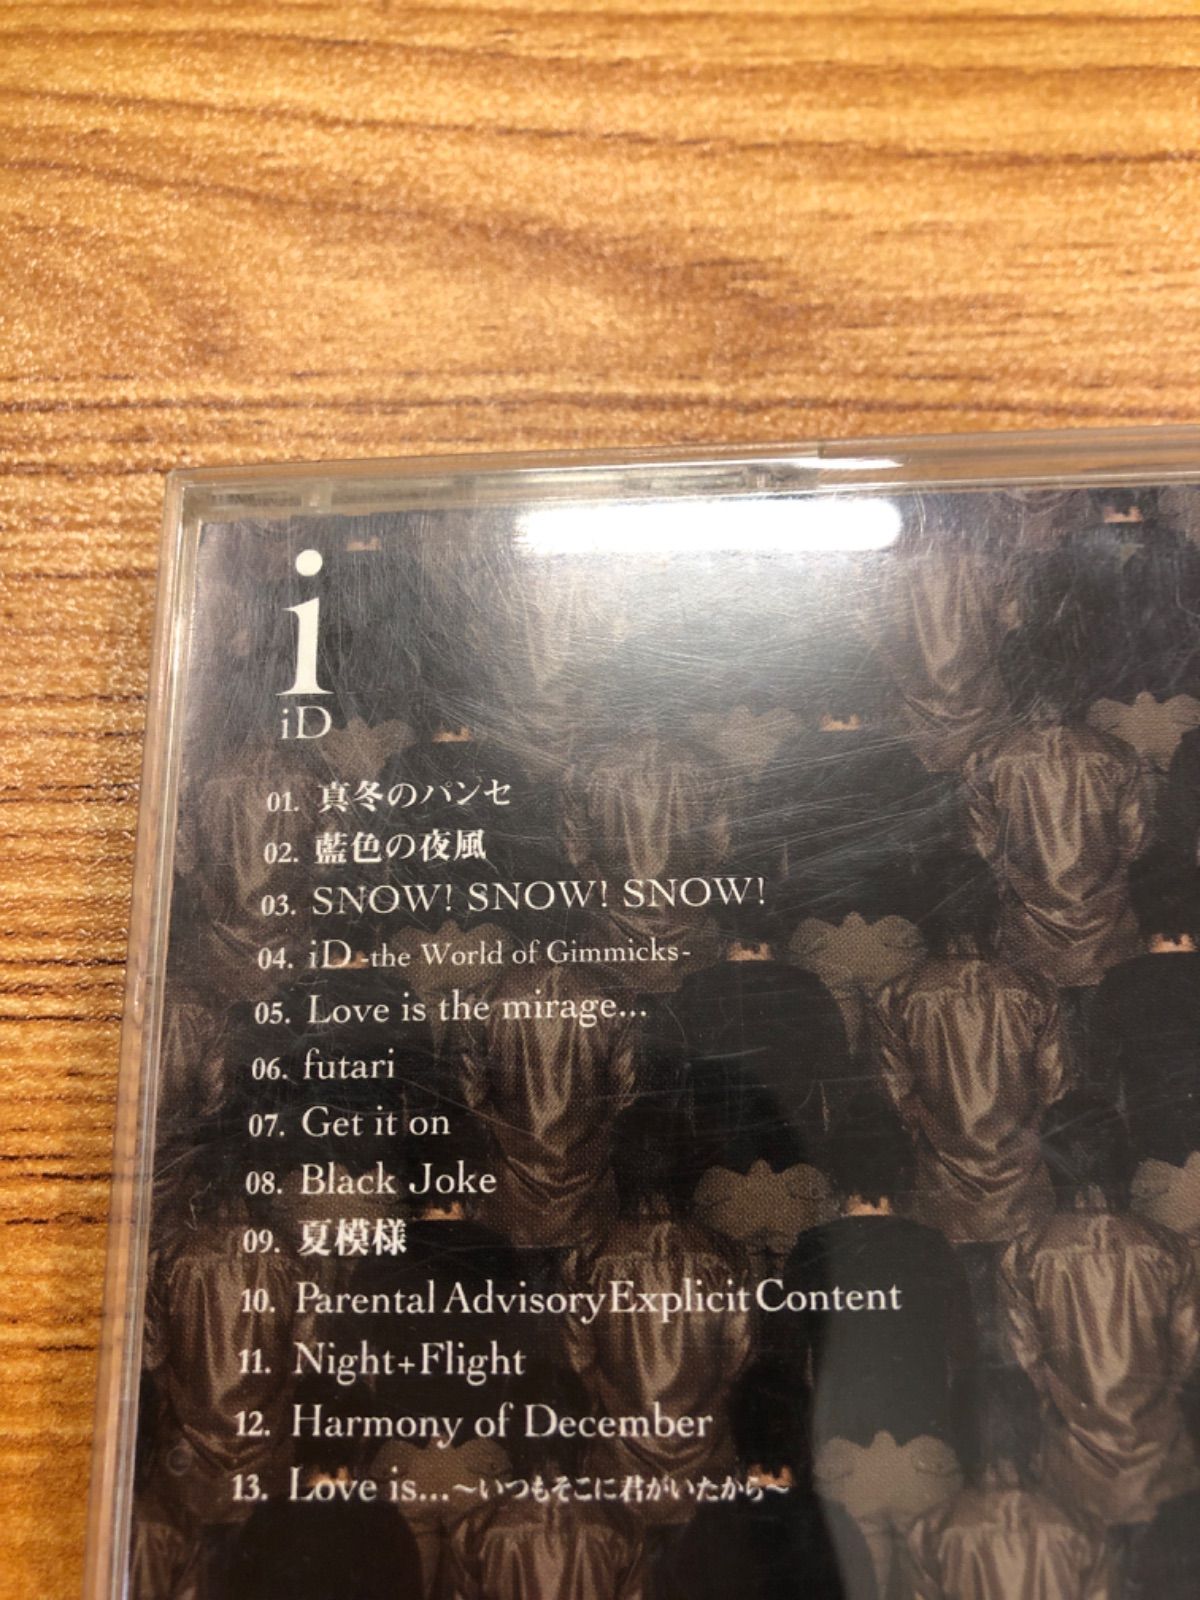 i
iD
01. 真冬のパンセ
02. 藍色の夜風
03. SNOW! SNOW! SNOW!
04. iD -the World of Gimmicks-
05. Love is the mirage...
06. futari
07. Get it on
08. Black Joke
09. 夏模様
10. Parental Advisory Explicit Content
11. Night+Flight
12. Harmony of December
13. Love is...～いつもそこに君がいたから～